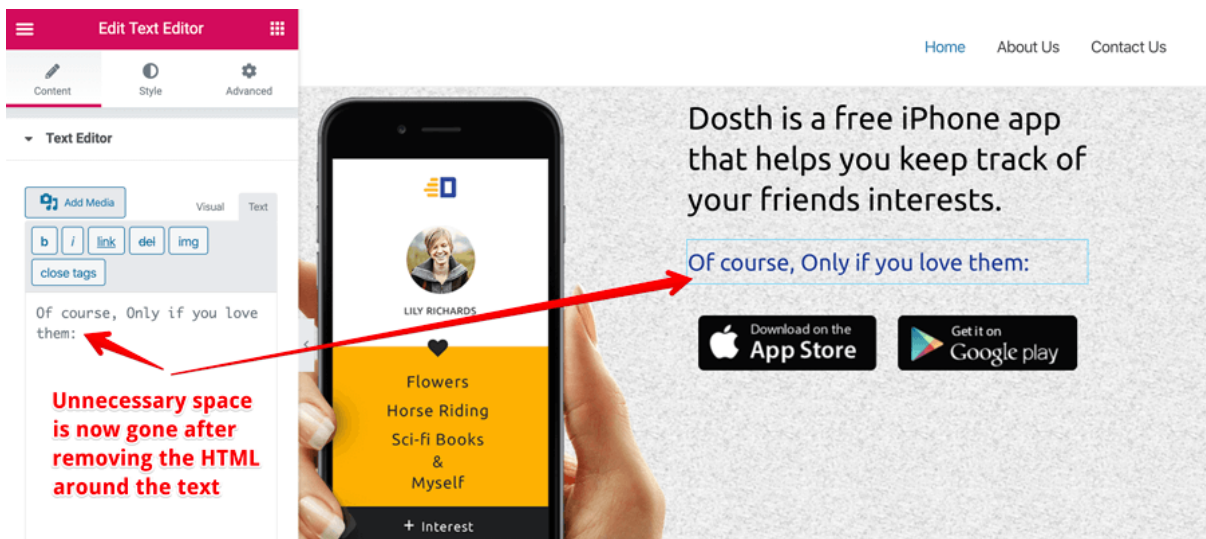 Edit Text Editor
Content
Style
Advanced
Text Editor
Add Media
Visual
Text
b
i
link
del
img
close tags
Of course, Only if you love
them:
Unnecessary space
is now gone after
removing the HTML
around the text
Home
About Us
Contact Us
LILY RICHARDS
Flowers
Horse Riding
Sci-fi Books
&
Myself
+ Interest
Dosth is a free iPhone app
that helps you keep track of
your friends interests.
Of course, Only if you love them:
Download on the
App Store
Get it on
Google play